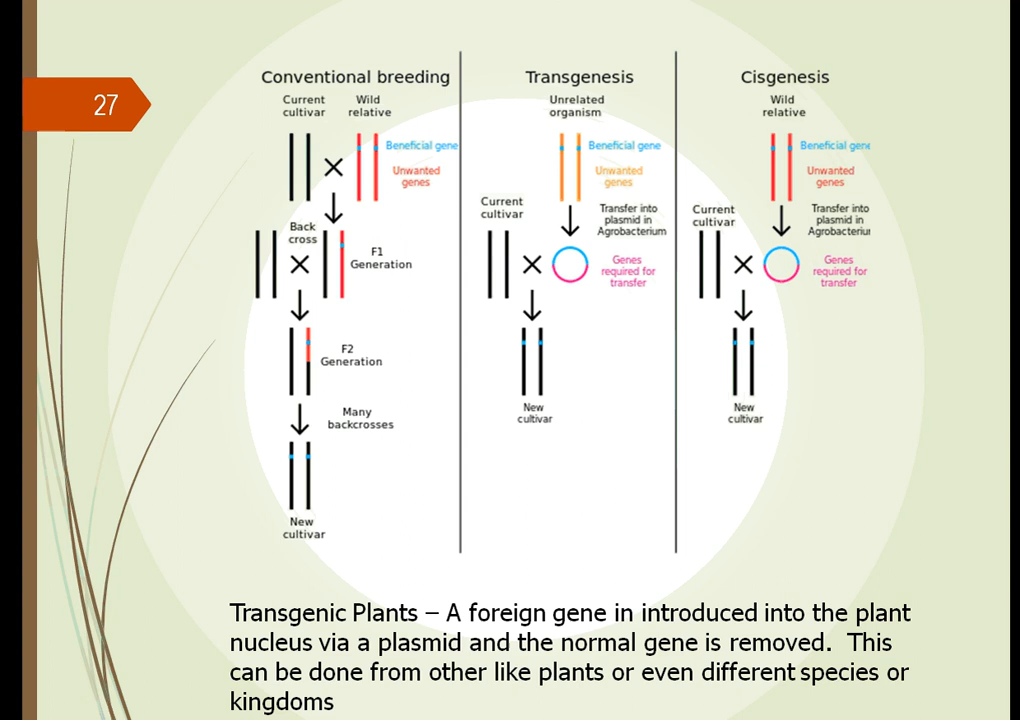 27
Conventional breeding
Current
cultivar
Wild
relative
Beneficial gene
Unwanted
genes
Back
cross
F1
Generation
F2
Generation
Many
backcrosses
New
cultivar
Transgenesis
Unrelated
organism
Beneficial gene
Unwanted
genes
Current
cultivar
Transfer into
plasmid in
Agrobacterium
Genes
required for
transfer
New
cultivar
Cisgenesis
Wild
relative
Beneficial gene
Unwanted
genes
Current
cultivar
Transfer into
plasmid in
Agrobacteriu
Genes
required for
transfer
New
cultivar
Transgenic Plants – A foreign gene in introduced into the plant
nucleus via a plasmid and the normal gene is removed. This
can be done from other like plants or even different species or
kingdoms